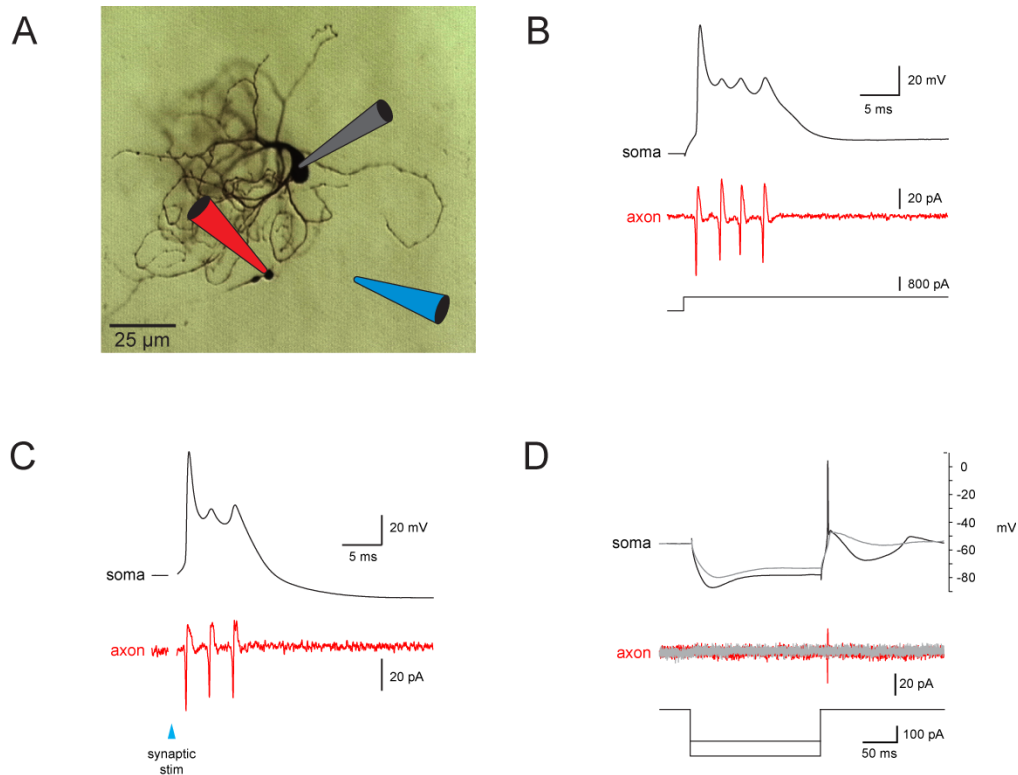 A
25 µm
B
20 mV
5 ms
soma
20 pA
axon
800 pA
C
20 mV
5 ms
soma
axon
20 pA
synaptic
stim
D
0
-20
-40
mV
soma
-60
-80
axon
20 pA
100 pA
50 ms